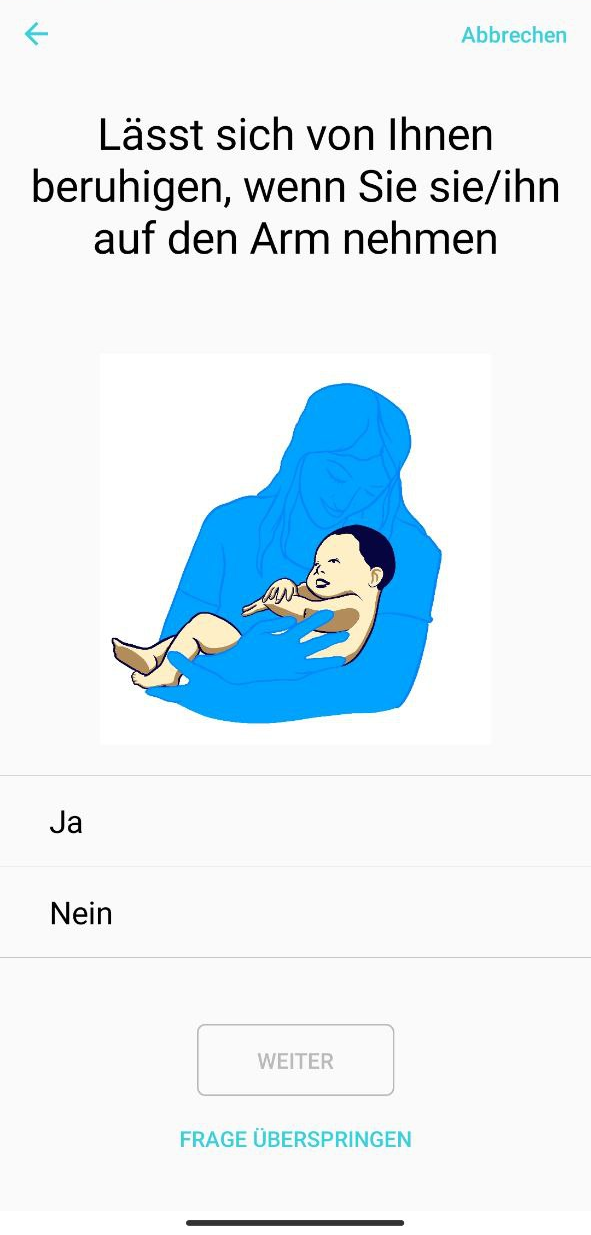 Abbrechen
Lässt sich von Ihnen
beruhigen, wenn Sie sie/ihn
auf den Arm nehmen
Ja
Nein
WEITER
FRAGE ÜBERSPRINGEN